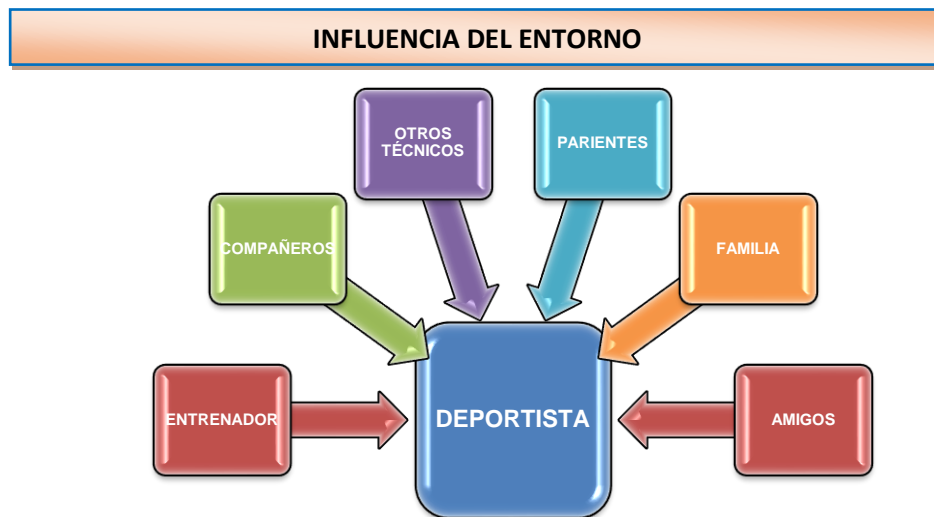 INFLUENCIA DEL ENTORNO
OTROS
TÉCNICOS
PARIENTES
COMPAÑEROS
FAMILIA
ENTRENADOR
DEPORTISTA
AMIGOS